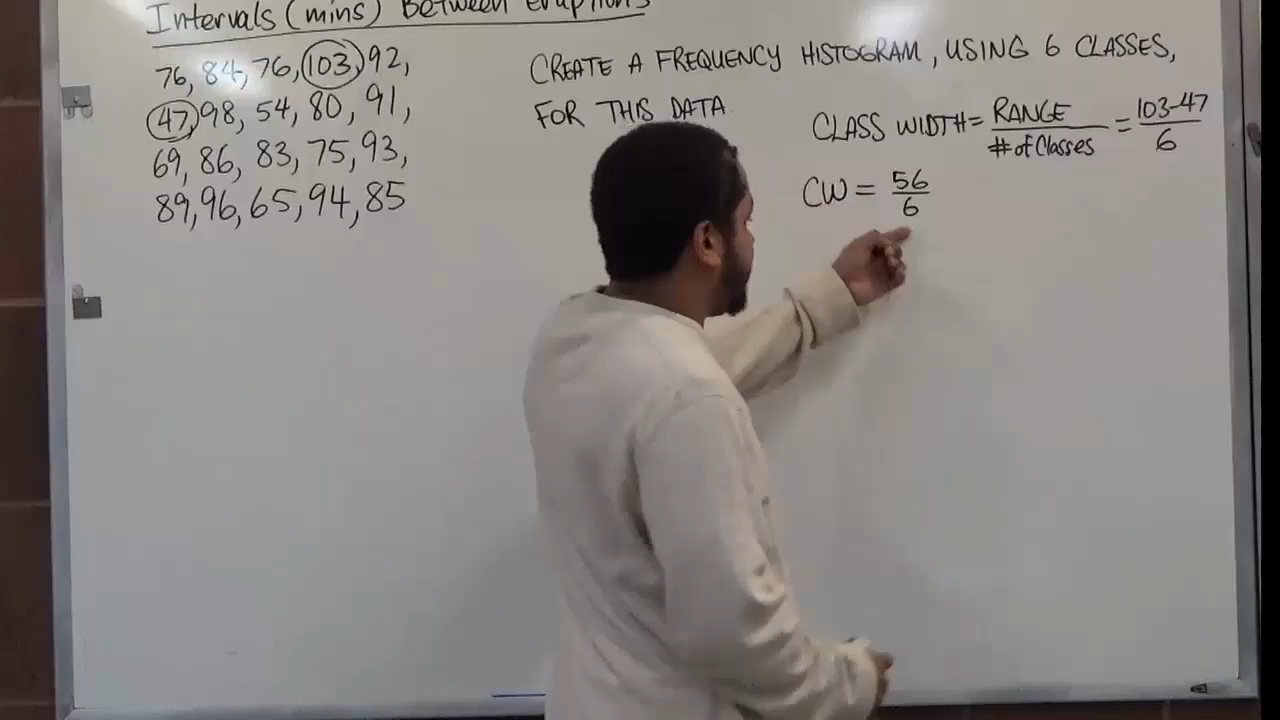 Intervals (mins) Between eruptions
76, 84, 76, 103, 92,
47, 98, 54, 80, 91,
69, 86, 83, 75, 93,
89, 96, 65, 94, 85
CREATE A FREQUENCY HISTOGRAM, USING 6 CLASSES,
FOR THIS DATA.
CLASS WIDTH = RANGE / # of Classes = 103-47 / 6
CW = 56 / 6